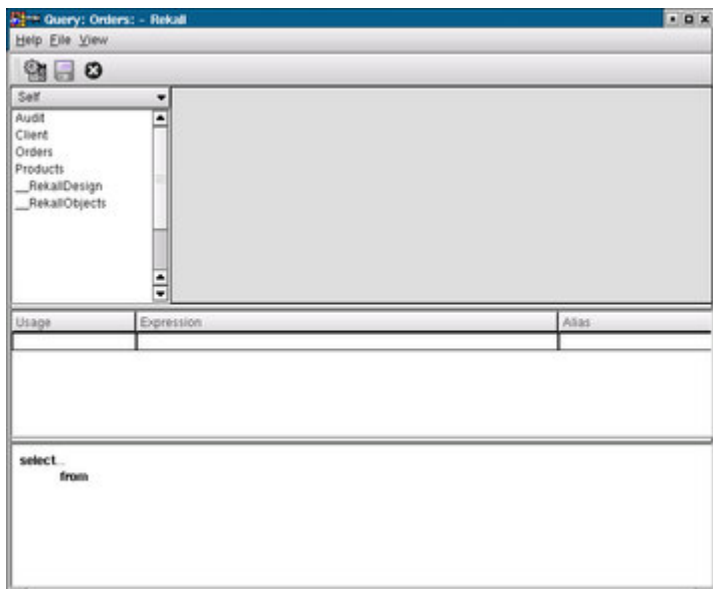 Query: Orders: - Rekall
Help File View
Self
Audit
Client
Orders
Products
__RekallDesign
__RekallObjects
Usage Expression Alias
select...
from